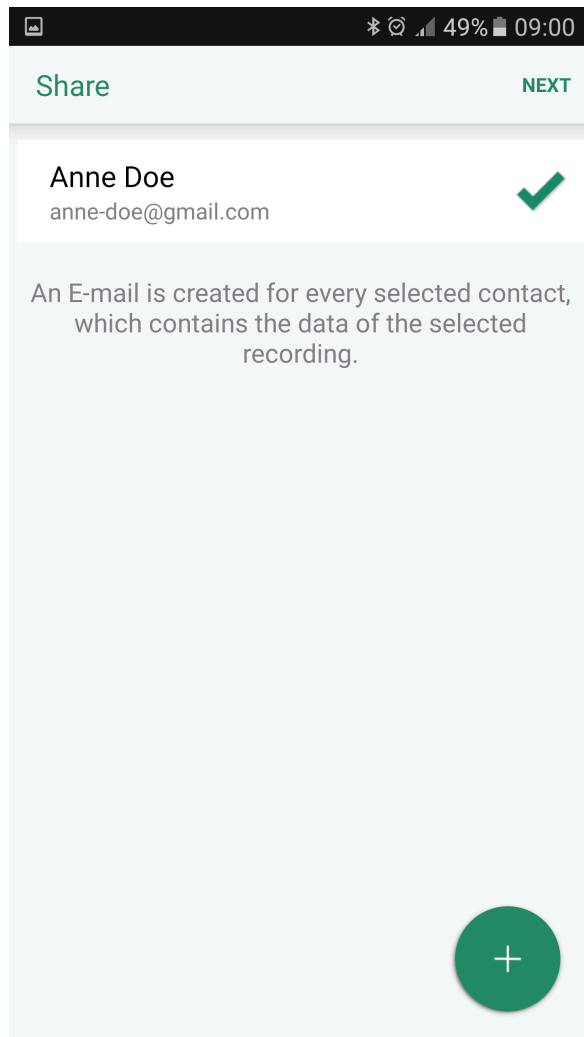 49% 09:00
Share NEXT
Anne Doe
anne-doe@gmail.com
An E-mail is created for every selected contact,
which contains the data of the selected
recording.